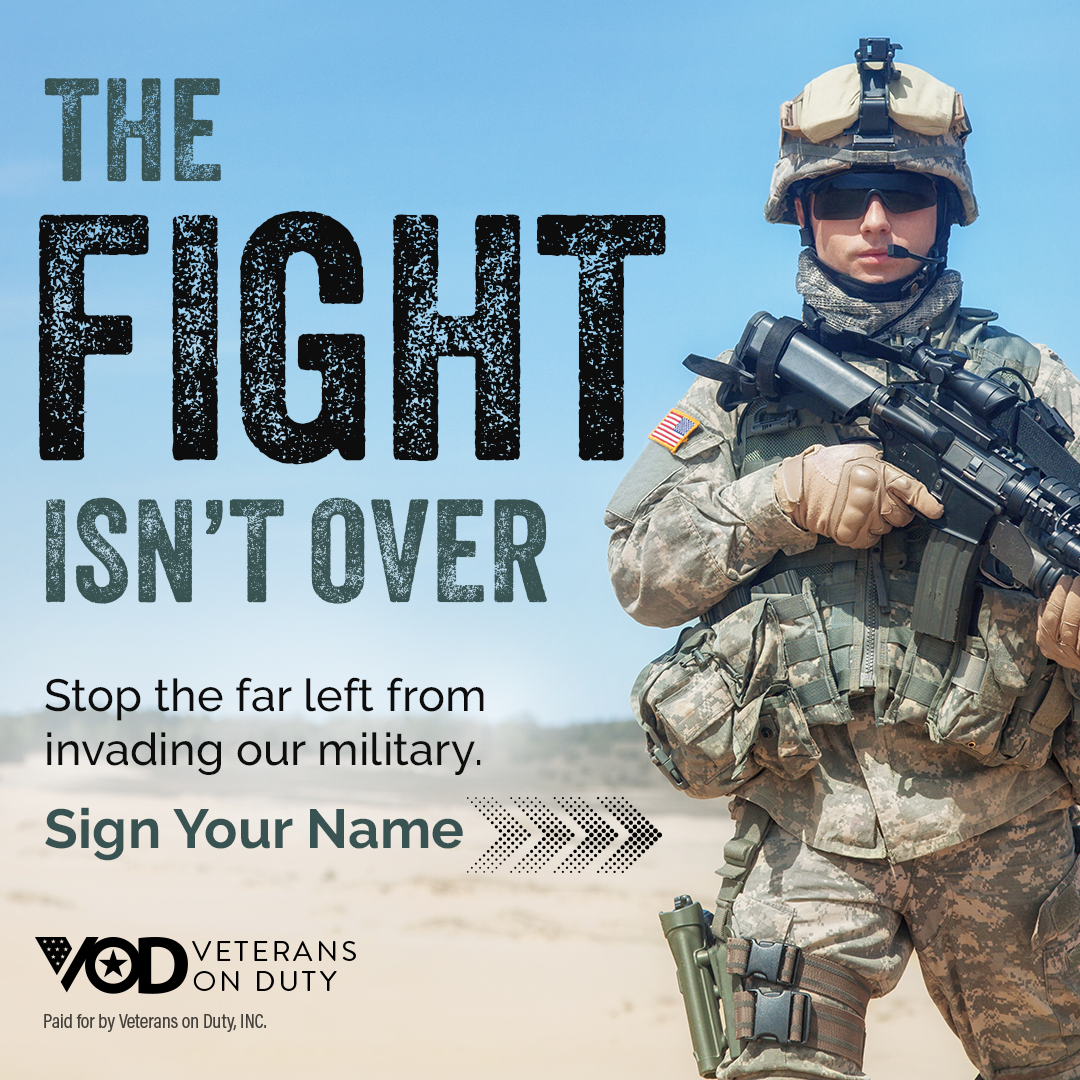 THE
FIGHT
ISN'T OVER
Stop the far left from
invading our military.
Sign Your Name
VOD VETERANS
ON DUTY
Paid for by Veterans on Duty, INC.